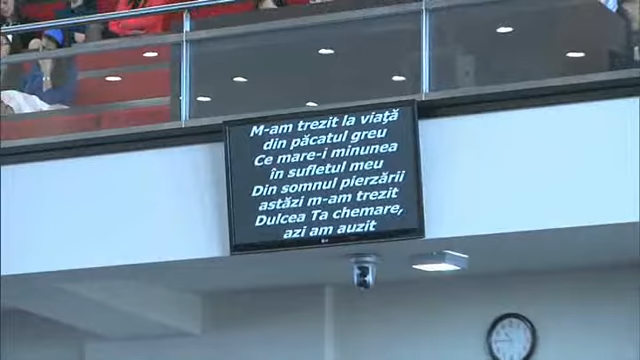 M-am trezit la viaţă
din păcatul greu
Ce mare-i minunea
în sufletul meu
Din somnul pierzării
astăzi m-am trezit
Dulcea Ta chemare,
azi am auzit